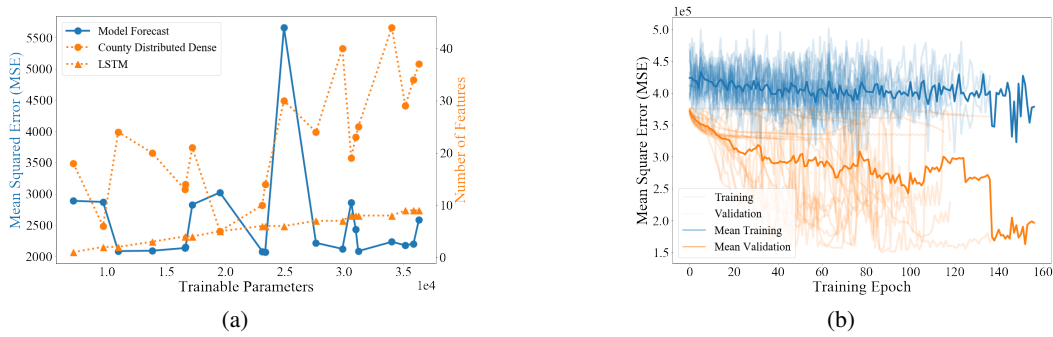 Model Forecast
County Distributed Dense
LSTM
5500
5000
4500
4000
3500
3000
2500
2000
Mean Squared Error (MSE)
40
30
20
10
0
Number of Features
1.0
1.5
2.0
2.5
3.0
3.5
1e4
Trainable Parameters
(a)
1e5
5.0
4.5
4.0
3.5
3.0
2.5
2.0
1.5
Mean Square Error (MSE)
Training
Validation
Mean Training
Mean Validation
0
20
40
60
80
100
120
140
160
Training Epoch
(b)